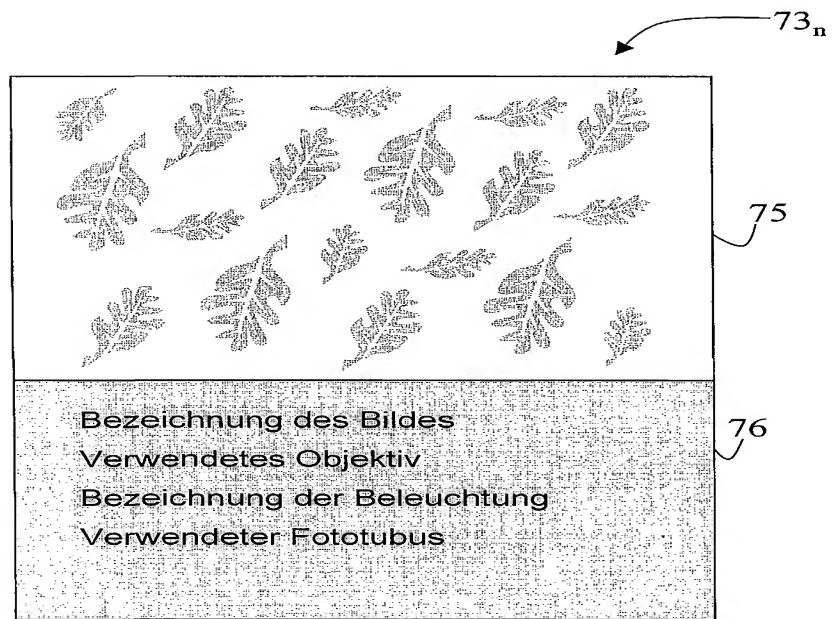 73n
75
76
Bezeichnung des Bildes
Verwendetes Objektiv
Bezeichnung der Beleuchtung
Verwendeter Fototubus